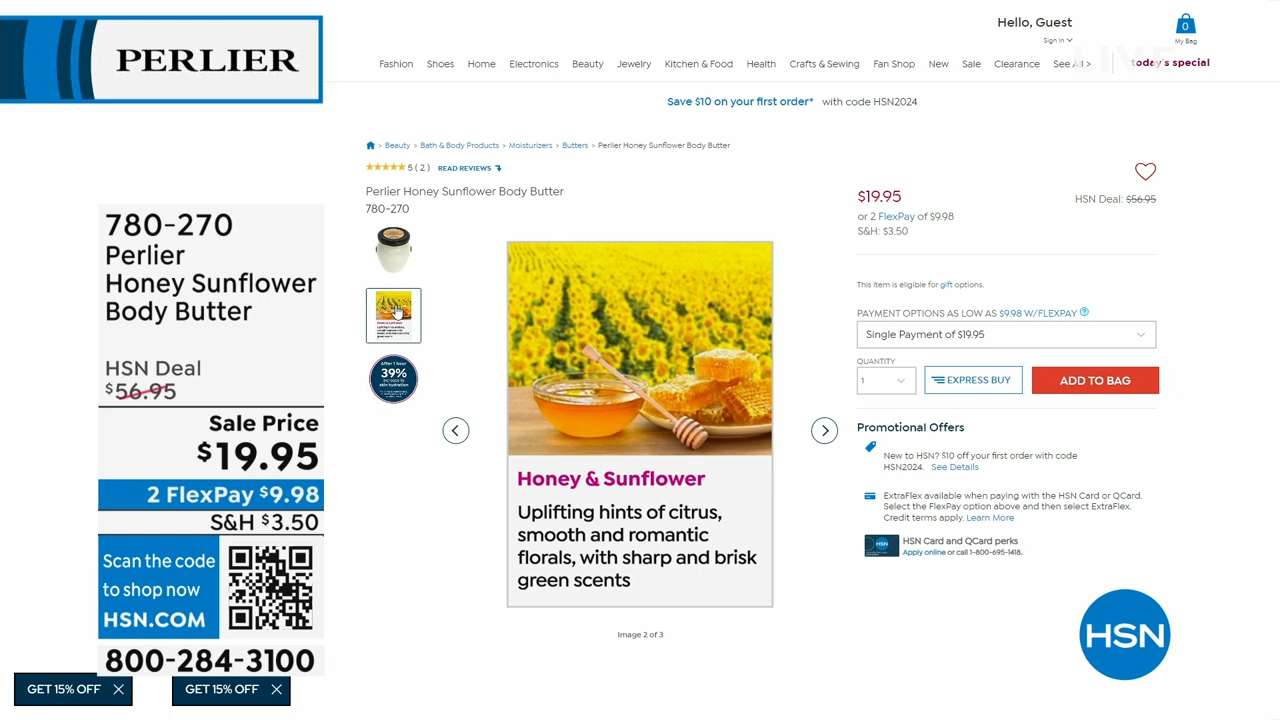 PERLIER
Hello, Guest
Sign In
0
My Bag
LIVE
Fashion Shoes Home Electronics Beauty Jewelry Kitchen & Food Health Crafts & Sewing Fan Shop New Sale Clearance See All > today's special
Save $10 on your first order* with code HSN2024
> Beauty > Bath & Body Products > Moisturizers > Butters > Perlier Honey Sunflower Body Butter
5 ( 2 ) READ REVIEWS
Perlier Honey Sunflower Body Butter
780-270
$19.95
HSN Deal: $56.95
or 2 FlexPay of $9.98
S&H: $3.50
This item is eligible for gift options.
PAYMENT OPTIONS AS LOW AS $9.98 W/FLEXPAY ?
Single Payment of $19.95
QUANTITY
1
EXPRESS BUY
ADD TO BAG
Promotional Offers
New to HSN? $10 off your first order with code
HSN2024. See Details
ExtraFlex available when paying with the HSN Card or QCard.
Select the FlexPay option above and then select ExtraFlex.
Credit terms apply. Learn More
HSN
HSN Card and QCard perks
Apply online or call 1-800-695-1418.
After 1 hour
39%
increase in
skin hydration
Honey & Sunflower
Uplifting hints of citrus,
smooth and romantic
florals, with sharp and brisk
green scents
Image 2 of 3
780-270
Perlier
Honey Sunflower
Body Butter
HSN Deal
$56.95
Sale Price
$19.95
2 FlexPay $9.98
S&H $3.50
Scan the code
to shop now
HSN.COM
800-284-3100
GET 15% OFF
GET 15% OFF
HSN